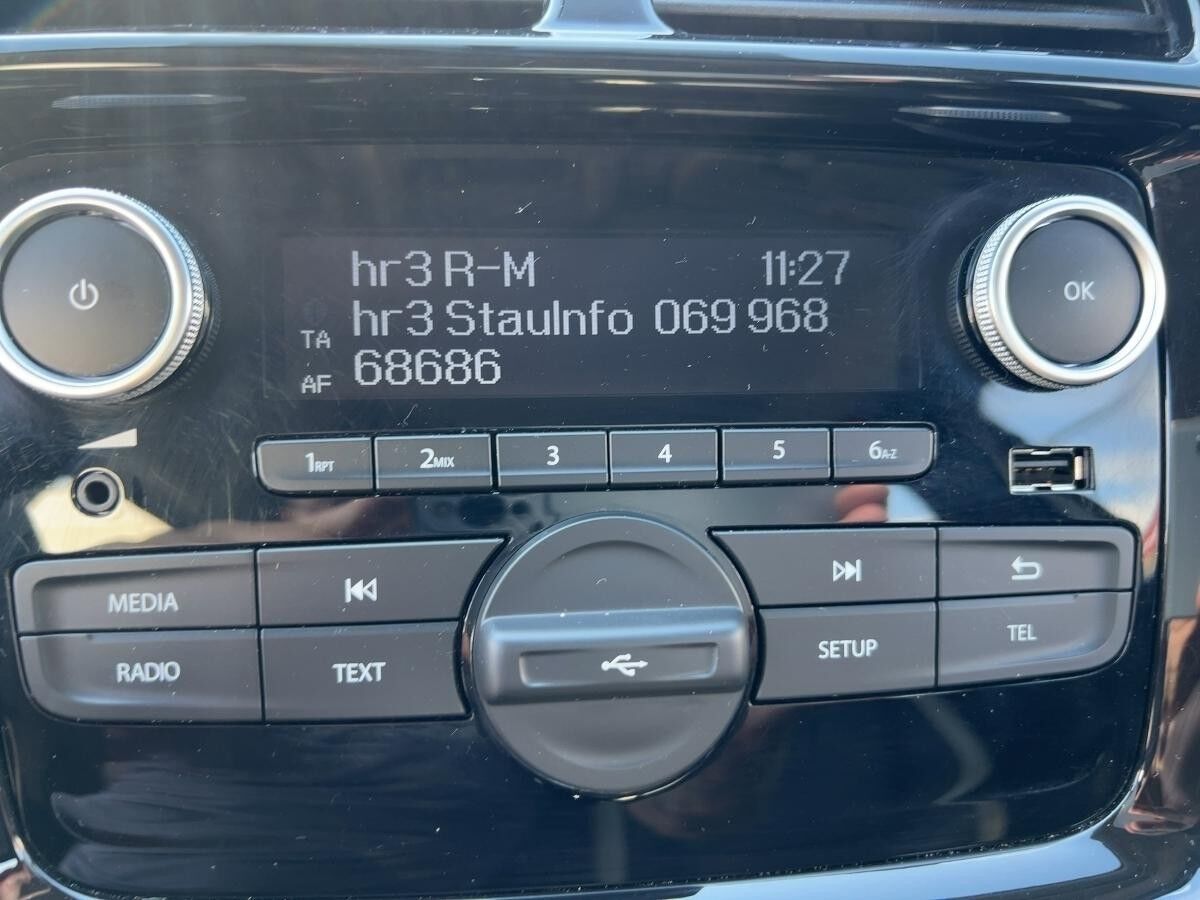 hr3 R-M 11:27
TA hr3 StauInfo 069 968
AF 68686
1RPT 2MIX 3 4 5 6A-Z
MEDIA
RADIO TEXT
SETUP TEL
OK